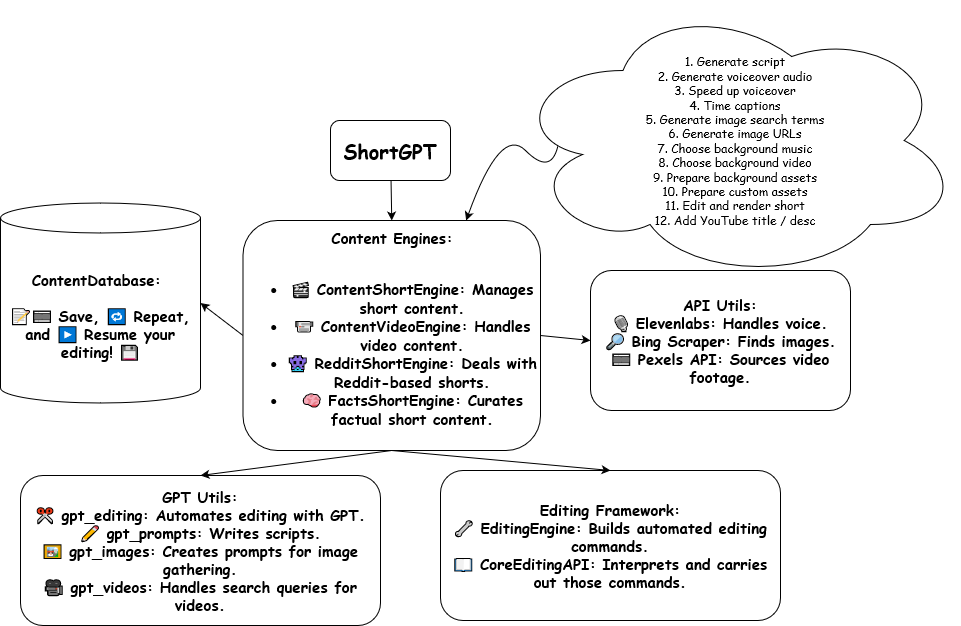 1. Generate script
2. Generate voiceover audio
3. Speed up voiceover
4. Time captions
5. Generate image search terms
6. Generate image URLs
7. Choose background music
8. Choose background video
9. Prepare background assets
10. Prepare custom assets
11. Edit and render short
12. Add YouTube title / desc
ShortGPT
Content Engines:
• 🎬 ContentShortEngine: Manages
short content.
• 📹 ContentVideoEngine: Handles
video content.
• 👾 RedditShortEngine: Deals with
Reddit-based shorts.
• 🧠 FactsShortEngine: Curates
factual short content.
ContentDatabase:
📝🎞️ Save, 🔁 Repeat,
and ▶️ Resume your
editing! 💾
API Utils:
🎙️ Elevenlabs: Handles voice.
🔎 Bing Scraper: Finds images.
🎞️ Pexels API: Sources video
footage.
GPT Utils:
✂️ gpt_editing: Automates editing with GPT.
✏️ gpt_prompts: Writes scripts.
🖼️ gpt_images: Creates prompts for image
gathering.
🎥 gpt_videos: Handles search queries for
videos.
Editing Framework:
🔧 EditingEngine: Builds automated editing
commands.
📖 CoreEditingAPI: Interprets and carries
out those commands.